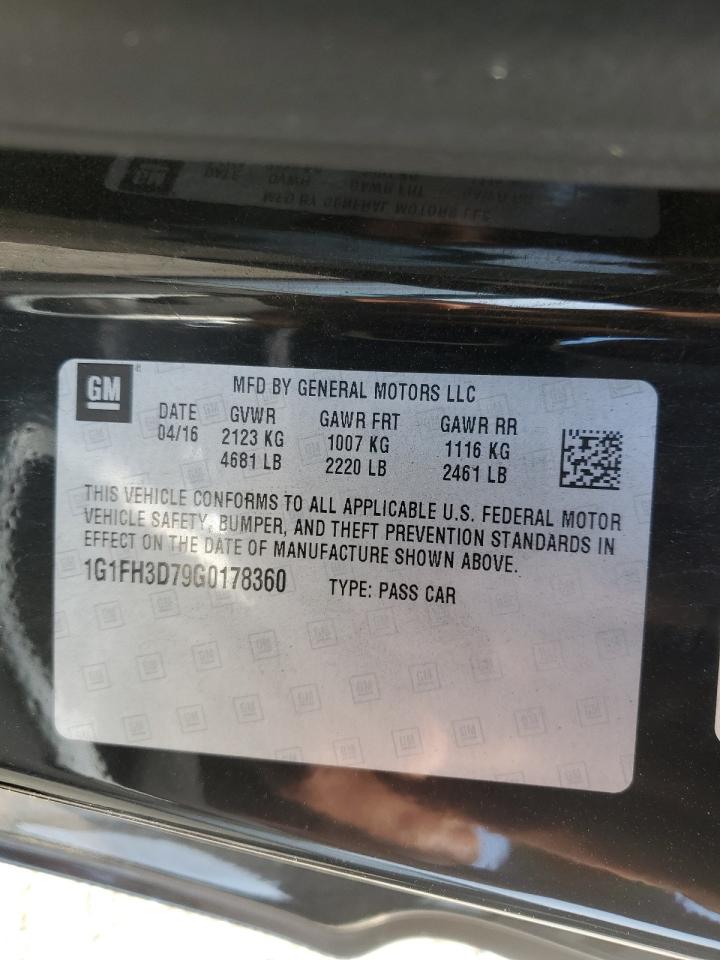 GM
MFD BY GENERAL MOTORS LLC
DATE GVWR GAWR FRT GAWR RR
04/16 2123 KG 1007 KG 1116 KG
4681 LB 2220 LB 2461 LB
THIS VEHICLE CONFORMS TO ALL APPLICABLE U.S. FEDERAL MOTOR
VEHICLE SAFETY, BUMPER, AND THEFT PREVENTION STANDARDS IN
EFFECT ON THE DATE OF MANUFACTURE SHOWN ABOVE.
1G1FH3D79G0178360 TYPE: PASS CAR